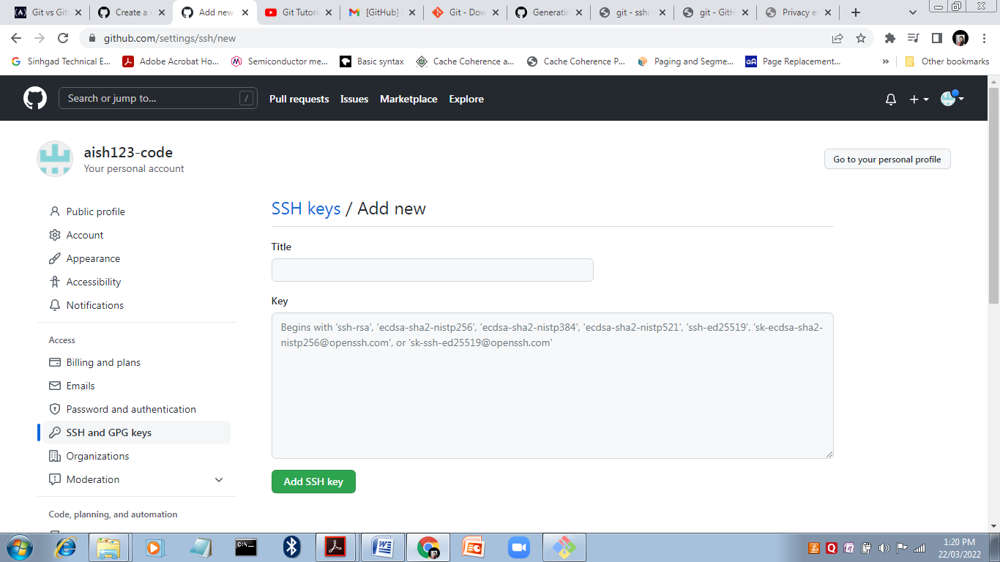 Git vs Git
Create a
Add new
Git Tutori
[GitHub]
Git - Dow
Generatin
git - ssh:
git - GitH
Privacy e
github.com/settings/ssh/new
Sinhgad Technical E...
Adobe Acrobat Ho...
Semiconductor me...
Basic syntax
Cache Coherence a...
Cache Coherence P...
Paging and Segme...
Page Replacement...
»
Other bookmarks
Search or jump to...
/
Pull requests
Issues
Marketplace
Explore
aish123-code
Your personal account
Go to your personal profile
Public profile
Account
Appearance
Accessibility
Notifications
Access
Billing and plans
Emails
Password and authentication
SSH and GPG keys
Organizations
Moderation
Code, planning, and automation
SSH keys / Add new
Title
Key
Begins with 'ssh-rsa', 'ecdsa-sha2-nistp256', 'ecdsa-sha2-nistp384', 'ecdsa-sha2-nistp521', 'ssh-ed25519', 'sk-ecdsa-sha2-
nistp256@openssh.com', or 'sk-ssh-ed25519@openssh.com'
Add SSH key
1:20 PM
22/03/2022